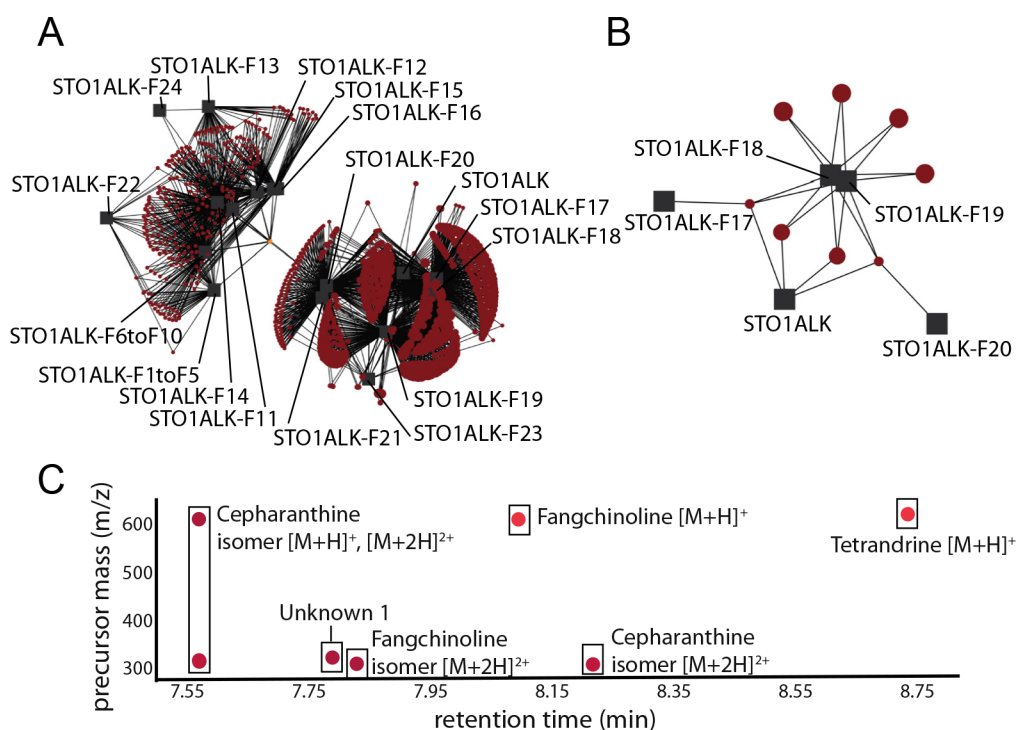 A
STO1ALK-F13
STO1ALK-F24
STO1ALK-F12
STO1ALK-F15
STO1ALK-F16
STO1ALK-F20
STO1ALK-F22
STO1ALK
STO1ALK-F17
STO1ALK-F18
STO1ALK-F6toF10
STO1ALK-F1toF5
STO1ALK-F14
STO1ALK-F11
STO1ALK-F21
STO1ALK-F19
STO1ALK-F23
B
STO1ALK-F18
STO1ALK-F17
STO1ALK-F19
STO1ALK
STO1ALK-F20
C
precursor mass (m/z)
600
500
400
300
Cepharanthine
isomer [M+H]⁺, [M+2H]²⁺
Unknown 1
Fangchinoline
isomer [M+2H]²⁺
Fangchinoline [M+H]⁺
Cepharanthine
isomer [M+2H]²⁺
Tetrandrine [M+H]⁺
7.55 7.75 7.95 8.15 8.35 8.55 8.75
retention time (min)